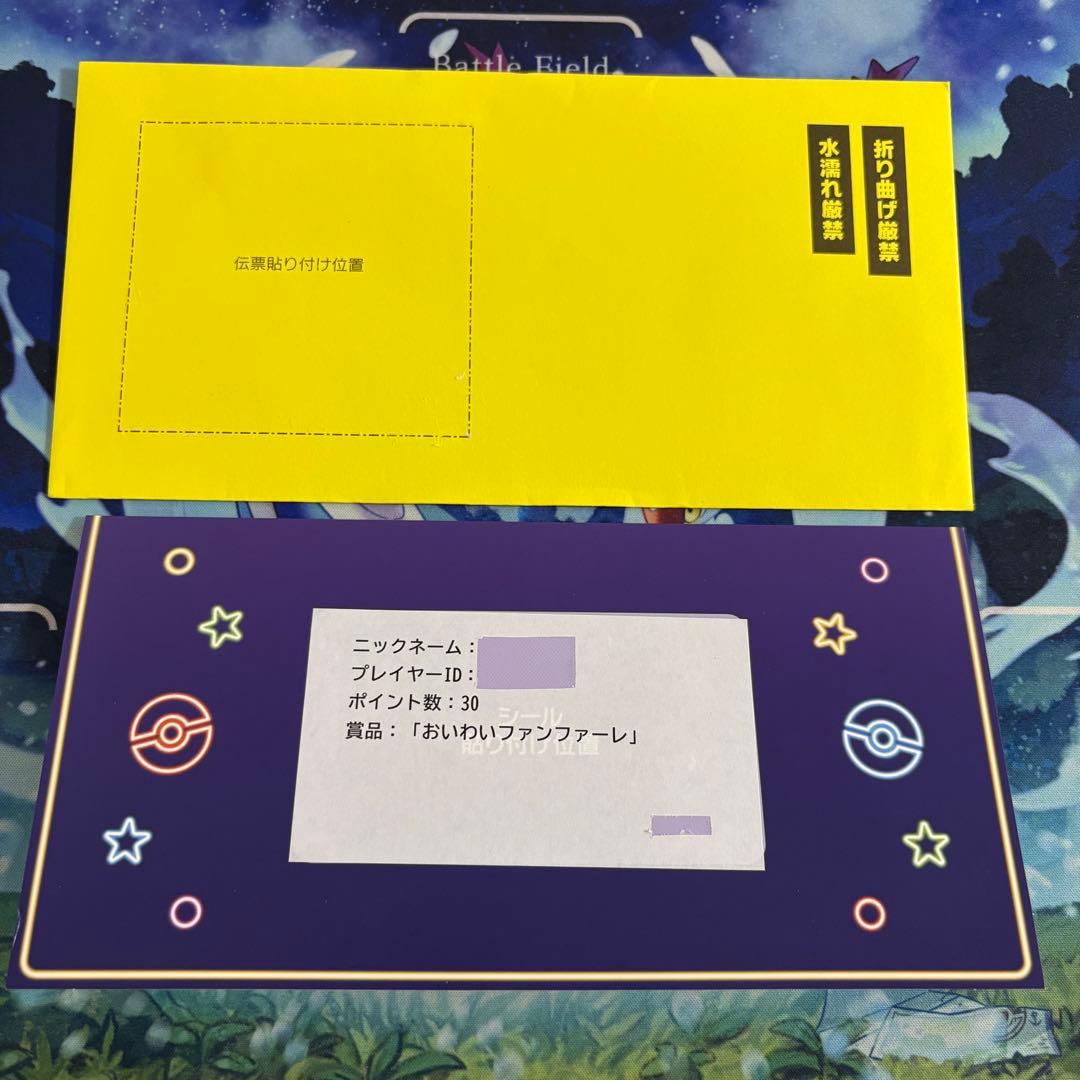 Battle Field
折り曲げ厳禁
水濡れ厳禁
伝票貼り付け位置
ニックネーム：
プレイヤーID：
ポイント数：30
賞品：「おいわいファンファーレ」
シール
貼り付け位置